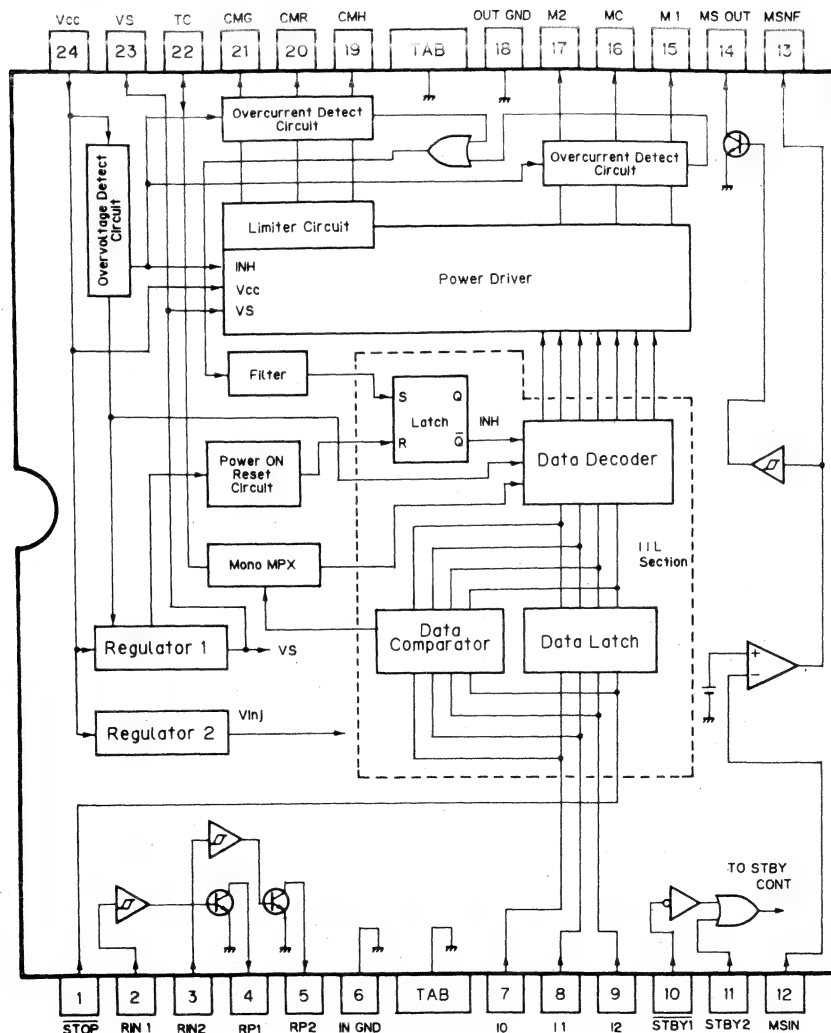 Vcc VS TC CMG CMR CMH OUT GND M2 MC M1 MS OUT MSNF
24 23 22 21 20 19 TAB 18 17 16 15 14 13
Overcurrent Detect
Circuit
Overcurrent Detect
Circuit
Overvoltage Detect
Circuit
Limiter Circuit
INH
Vcc
VS
Power Driver
Filter
S Q
Latch
R Q̅
INH
Power ON
Reset
Circuit
Data Decoder
IIL
Section
Mono MPX
Regulator 1
VS
Data
Comparator
Data Latch
+
−
Regulator 2
VInj
TO STBY
CONT
1 2 3 4 5 6 TAB 7 8 9 10 11 12
S̅T̅O̅P̅ RIN 1 RIN2 RP1 RP2 IN GND I0 I1 I2 S̅T̅B̅Y̅1̅ STBY2 MSIN